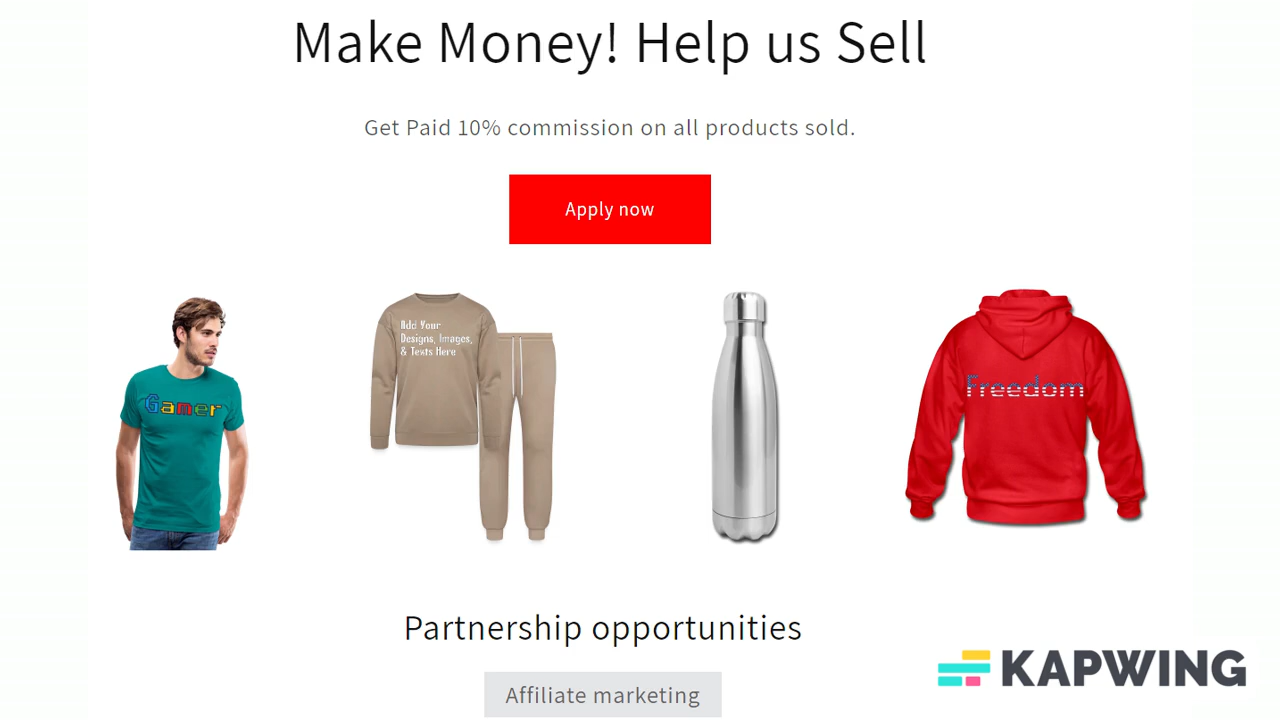 Make Money! Help us Sell
Get Paid 10% commission on all products sold.
Apply now
Gamer
Add Your
Designs, Images,
& Texts Here
Freedom
Partnership opportunities
Affiliate marketing
KAPWING